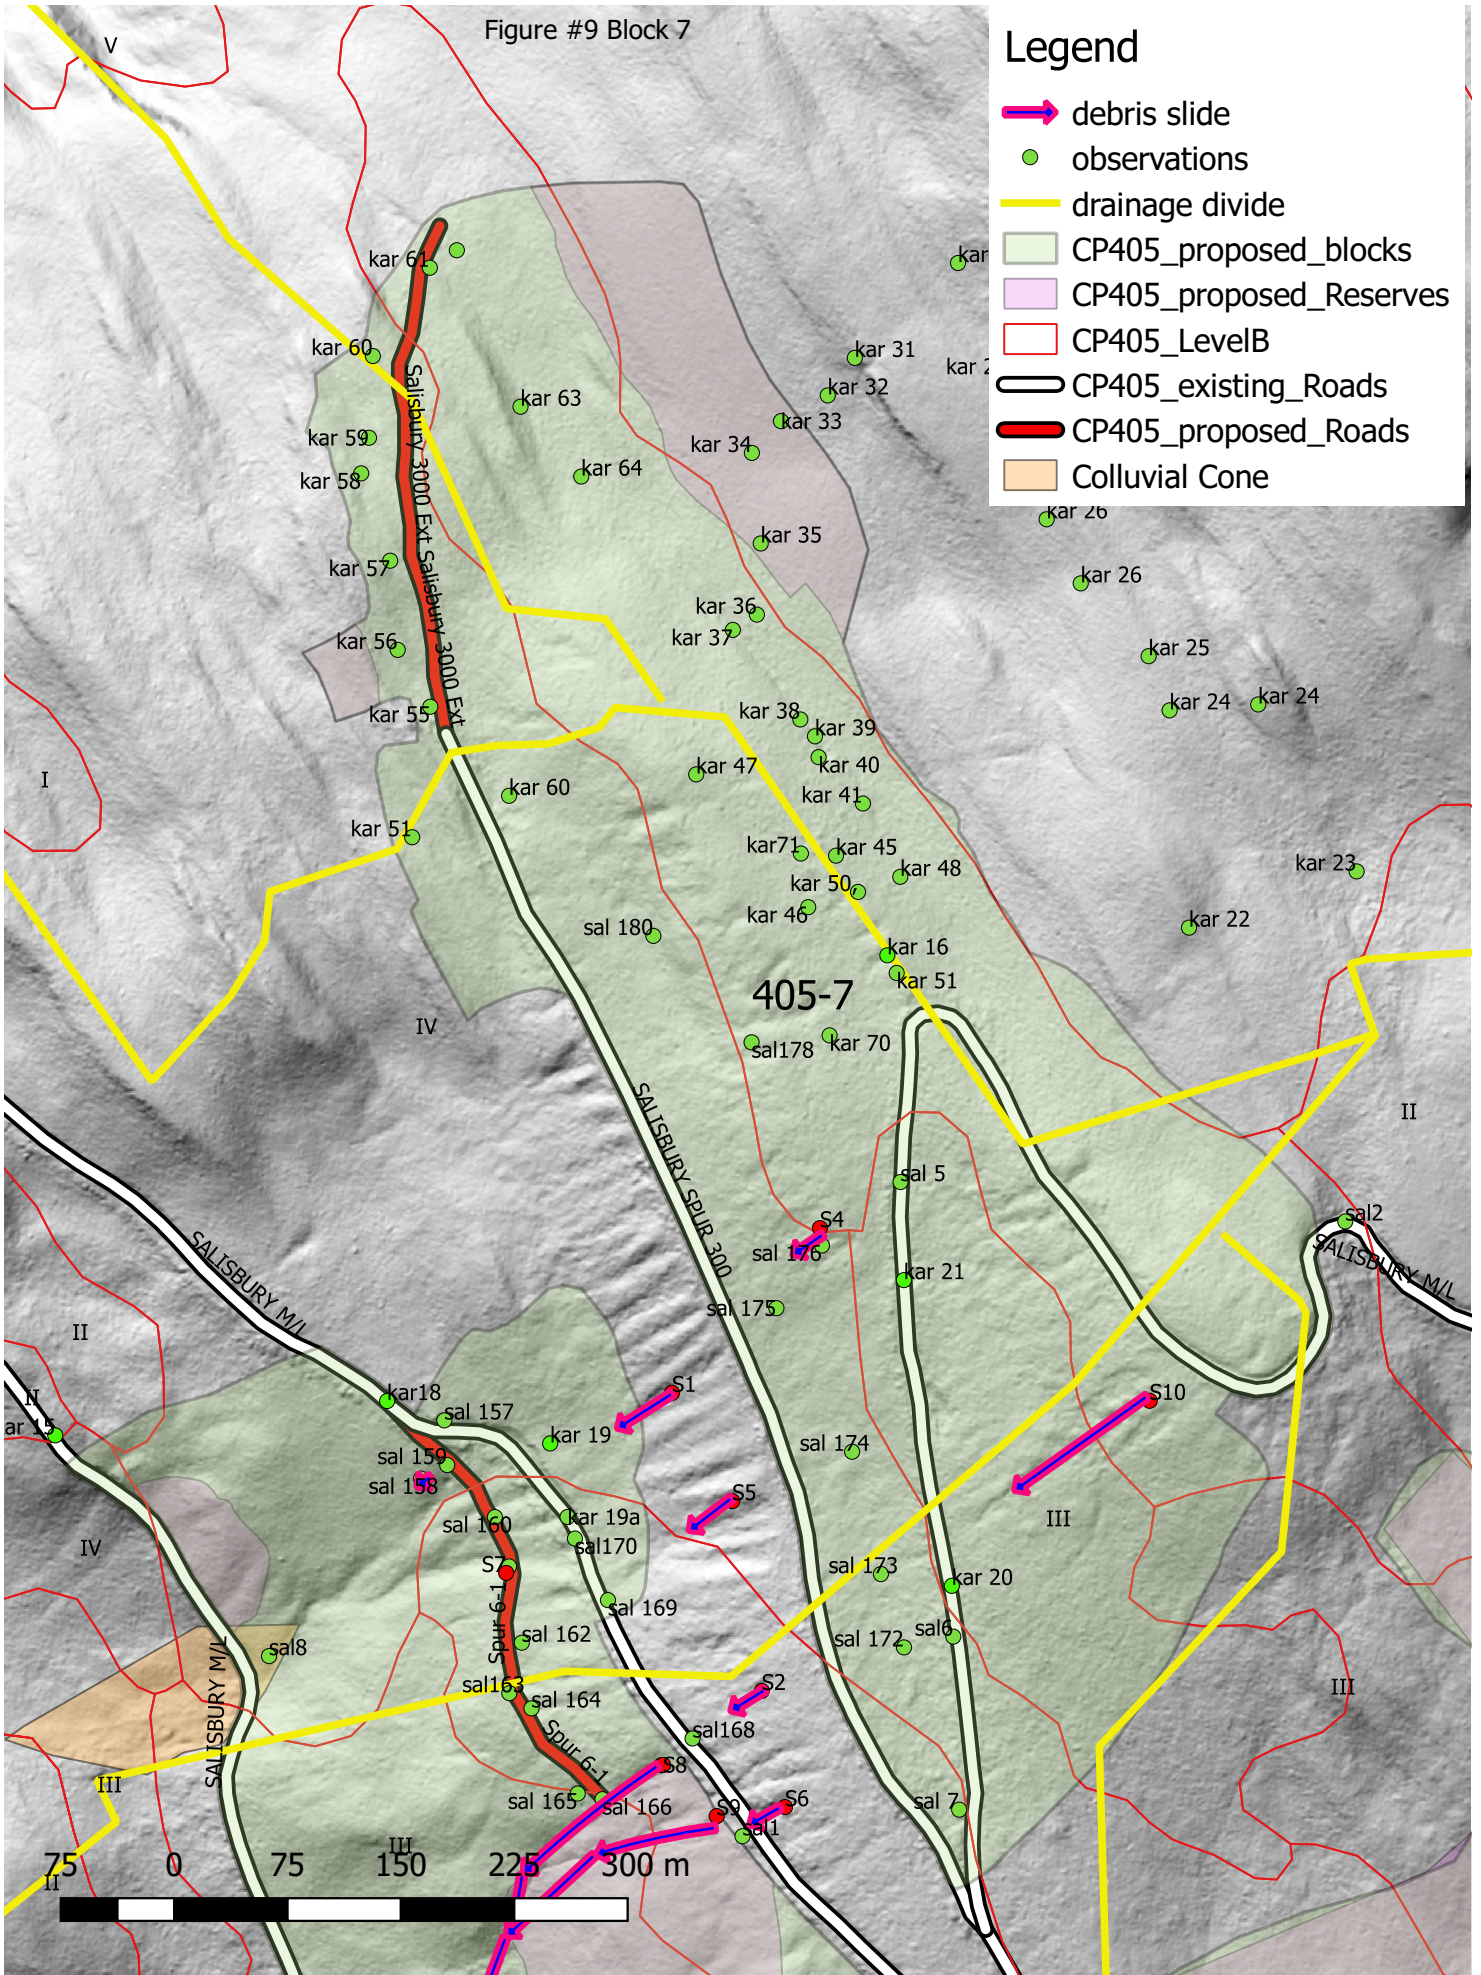 Figure #9 Block 7
Legend
debris slide
observations
drainage divide
CP405_proposed_blocks
CP405_proposed_Reserves
CP405_LevelB
CP405_existing_Roads
CP405_proposed_Roads
Colluvial Cone
V
kar 61
kar
kar 60
kar 31
kar 32
kar 33
kar 63
kar 34
kar 59
kar 64
kar 58
kar 26
Salisbury 3000 Ext Salisbury 3000 Ext
kar 35
kar 57
kar 26
kar 36
kar 37
kar 56
kar 25
kar 24
kar 24
kar 55
kar 38
kar 39
kar 40
kar 47
I
kar 60
kar 41
kar 51
kar71
kar 45
kar 48
kar 23
kar 50,
kar 46
kar 22
sal 180
kar 16
kar 51
405-7
IV
sal178
kar 70
II
SALISBURY SPUR 300
sal 5
S4
sal 176
sal2
SALISBURY M/L
SALISBURY M/L
kar 21
sal 175
II
S1
S10
kar18
II
sal 157
ar 15
kar 19
sal 174
sal 159
sal 158
S5
III
kar 19a
sal 160
sal170
IV
S7
sal 173
kar 20
Spur 6-1
sal 169
sal6
sal 162
sal 172
sal8
SALISBURY M/L
sal163
sal 164
S2
III
sal168
Spur 6-1
S8
III
sal 165
sal 166
S9
S6
sal 7
sal1
III
75 0 75 150 225 300 m
II